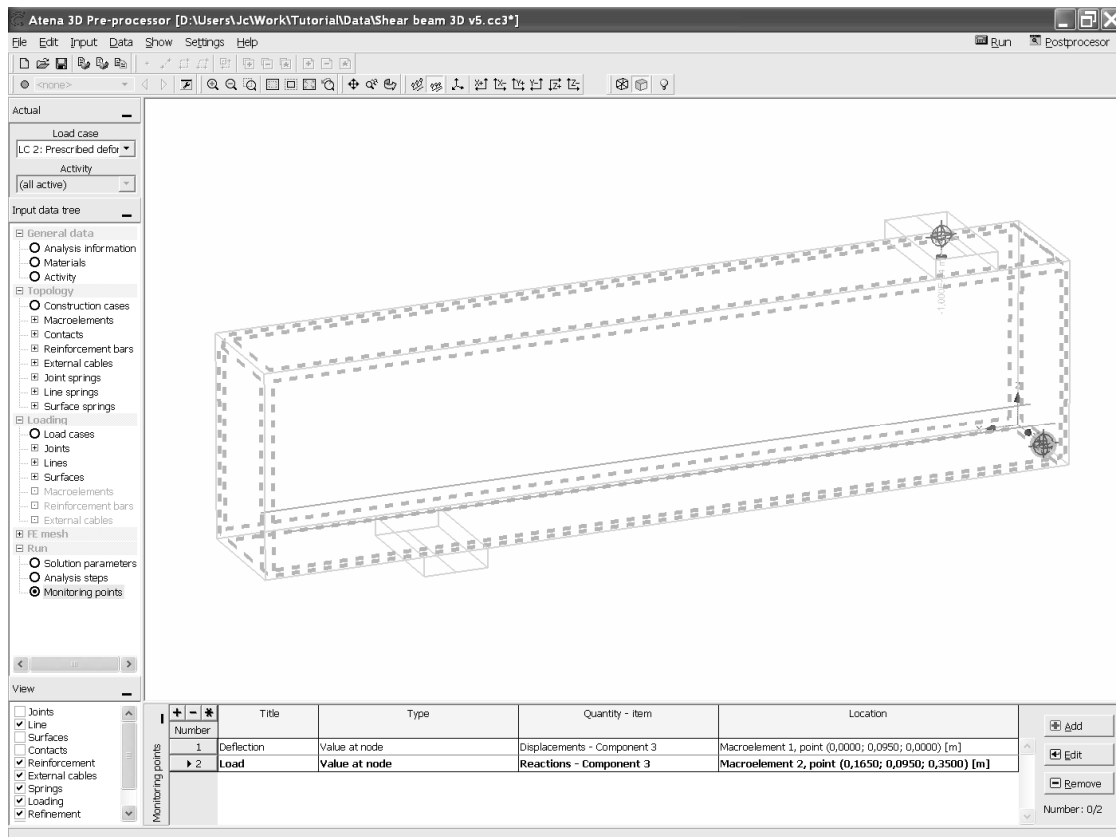 Atena 3D Pre-processor [D:\Users\Jc\Work\Tutorial\Data\Shear beam 3D v5.cc3*]
File Edit Input Data Show Settings Help Run Postprocesor
<none>
Actual
Load case
LC 2: Prescribed defor
Activity
(all active)
Input data tree
General data
Analysis information
Materials
Activity
Topology
Construction cases
Macroelements
Contacts
Reinforcement bars
External cables
Joint springs
Line springs
Surface springs
Loading
Load cases
Joints
Lines
Surfaces
Macroelements
Reinforcement bars
External cables
FE mesh
Run
Solution parameters
Analysis steps
Monitoring points
View
Joints
Line
Surfaces
Contacts
Reinforcement
External cables
Springs
Loading
Refinement
Monitoring points
Number Title Type Quantity - item Location
1 Deflection Value at node Displacements - Component 3 Macroelement 1, point (0,0000; 0,0950; 0,0000) [m]
2 Load Value at node Reactions - Component 3 Macroelement 2, point (0,1650; 0,0950; 0,3500) [m]
Add
Edit
Remove
Number: 0/2